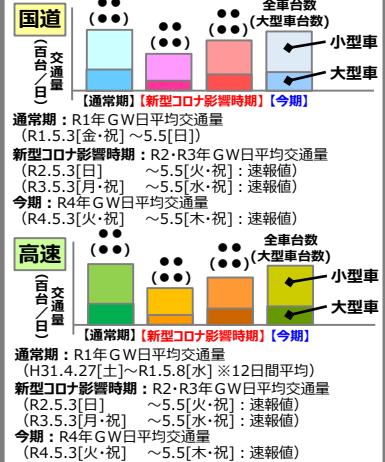 国道
●●
(●●)
●●
(●●)
●●
(●●)
全車台数
(大型車台数)
小型車
大型車
交通量
(百台/日)
【通常期】【新型コロナ影響時期】【今期】
通常期：R1年ＧＷ日平均交通量
（R1.5.3[金・祝] ～5.5[日]）
新型コロナ影響時期：R2・R3年ＧＷ日平均交通量
（R2.5.3[日] ～5.5[火・祝]：速報値）
（R3.5.3[月・祝] ～5.5[水・祝]：速報値）
今期：R4年ＧＷ日平均交通量
（R4.5.3[火・祝] ～5.5[木・祝]：速報値）
高速
●●
(●●)
●●
(●●)
●●
(●●)
全車台数
(大型車台数)
小型車
大型車
交通量
(百台/日)
【通常期】【新型コロナ影響時期】【今期】
通常期：R1年ＧＷ日平均交通量
（H31.4.27[土]～R1.5.8[水] ※12日間平均）
新型コロナ影響時期：R2・R3年ＧＷ日平均交通量
（R2.5.3[日] ～5.5[火・祝]：速報値）
（R3.5.3[月・祝] ～5.5[水・祝]：速報値）
今期：R4年ＧＷ日平均交通量
（R4.5.3[火・祝] ～5.5[木・祝]：速報値）